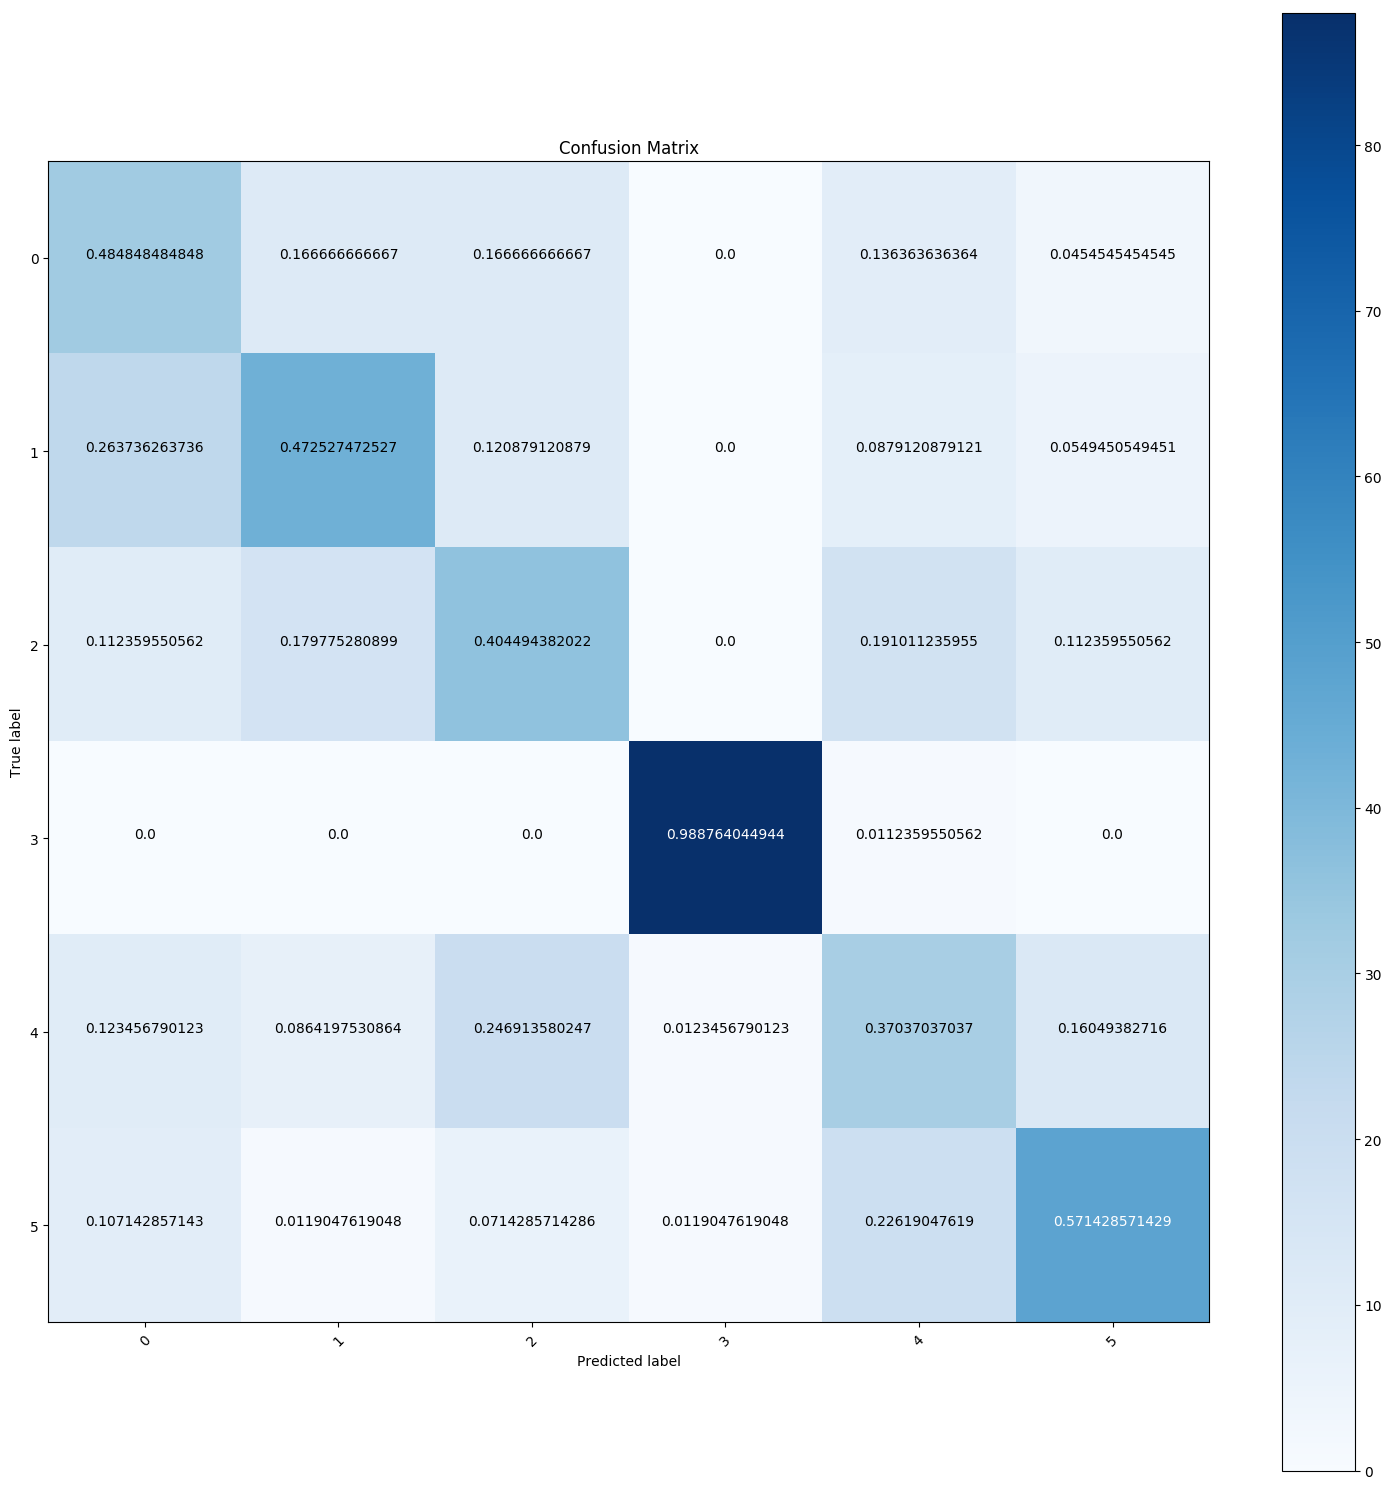 Confusion Matrix
0 0.484848484848 0.166666666667 0.166666666667 0.0 0.136363636364 0.0454545454545
1 0.263736263736 0.472527472527 0.120879120879 0.0 0.0879120879121 0.0549450549451
2 0.112359550562 0.179775280899 0.404494382022 0.0 0.191011235955 0.112359550562
3 0.0 0.0 0.0 0.988764044944 0.0112359550562 0.0
4 0.123456790123 0.0864197530864 0.246913580247 0.0123456790123 0.37037037037 0.16049382716
5 0.107142857143 0.0119047619048 0.0714285714286 0.0119047619048 0.22619047619 0.571428571429
True label
0 1 2 3 4 5
Predicted label
80
70
60
50
40
30
20
10
0